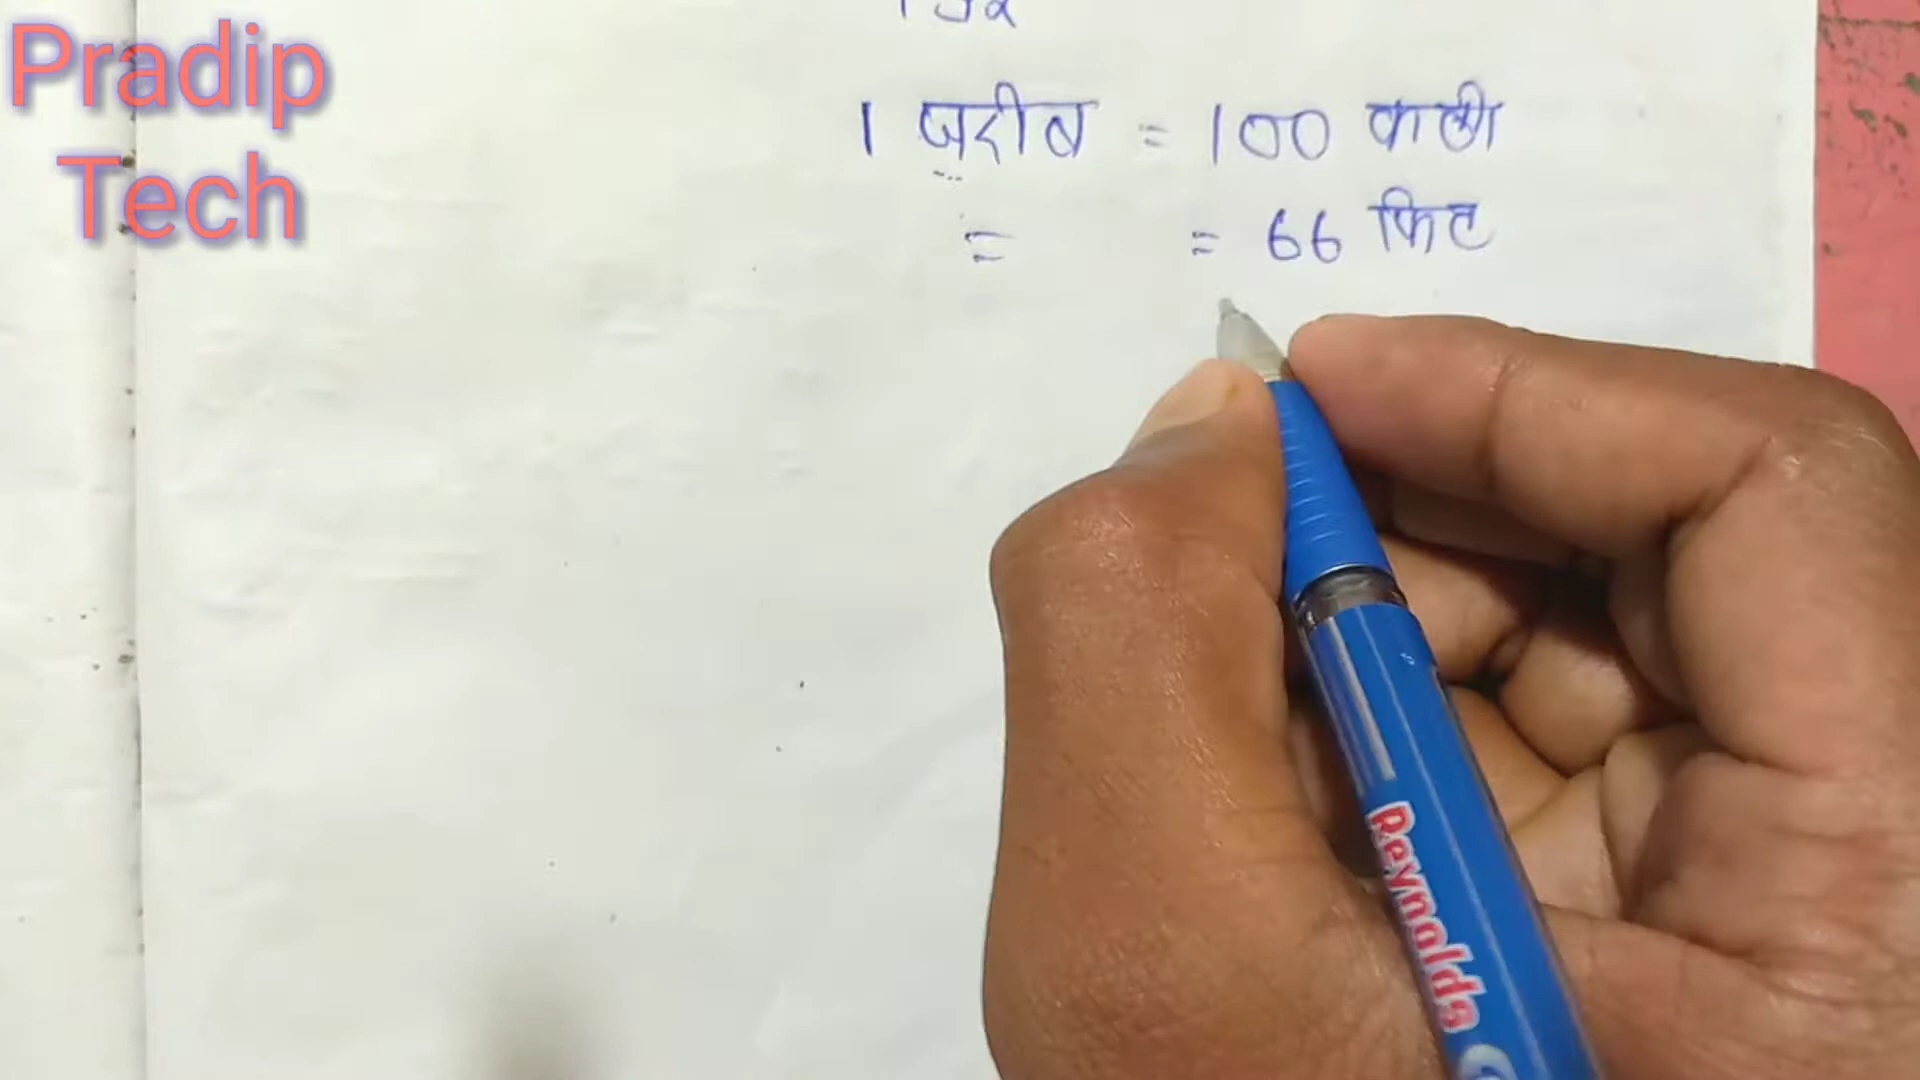 Pradip
Tech
1 जरीब = 100 कड़ी
= = 66 फिट
Reynolds